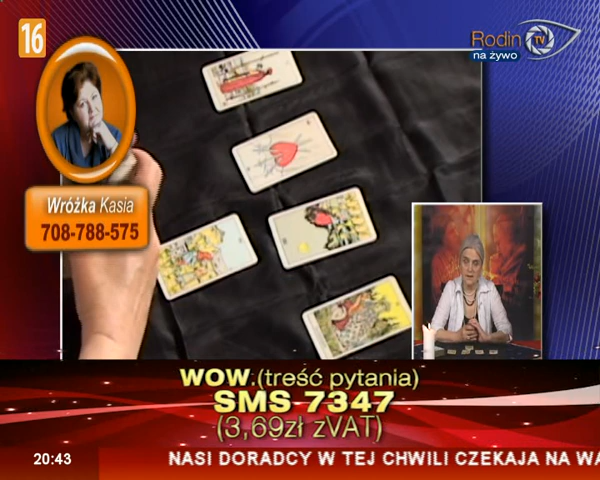 16
Rodin TV
na żywo
Wróżka Kasia
708-788-575
WOW.(treść pytania)
SMS 7347
(3,69zł zVAT)
20:43
NASI DORADCY W TEJ CHWILI CZEKAJA NA WA